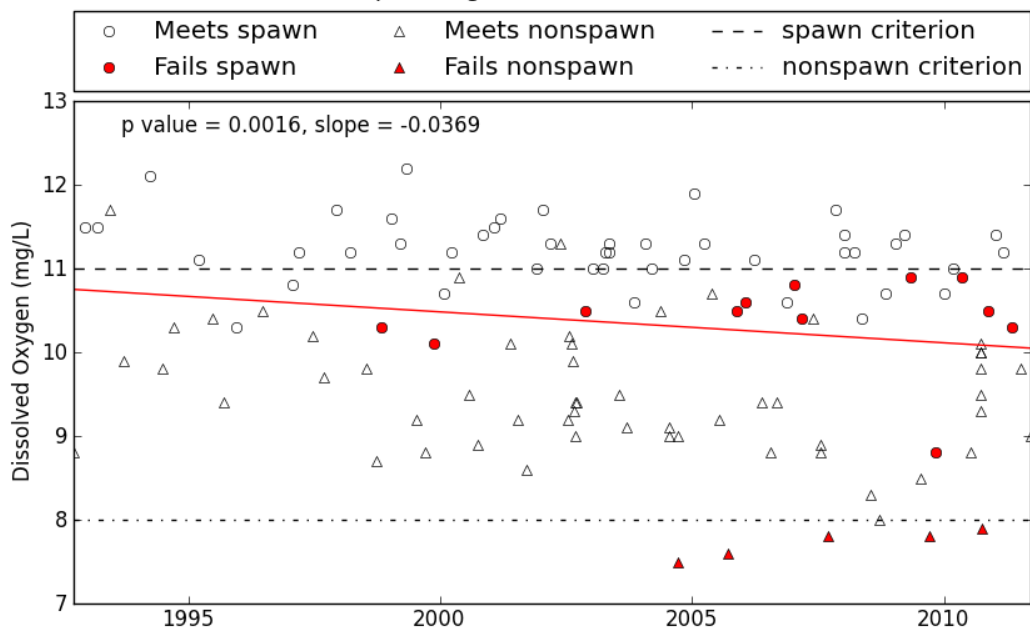 Meets spawn
Fails spawn
Meets nonspawn
Fails nonspawn
spawn criterion
nonspawn criterion
p value = 0.0016, slope = -0.0369
Dissolved Oxygen (mg/L)
13
12
11
10
9
8
7
1995
2000
2005
2010